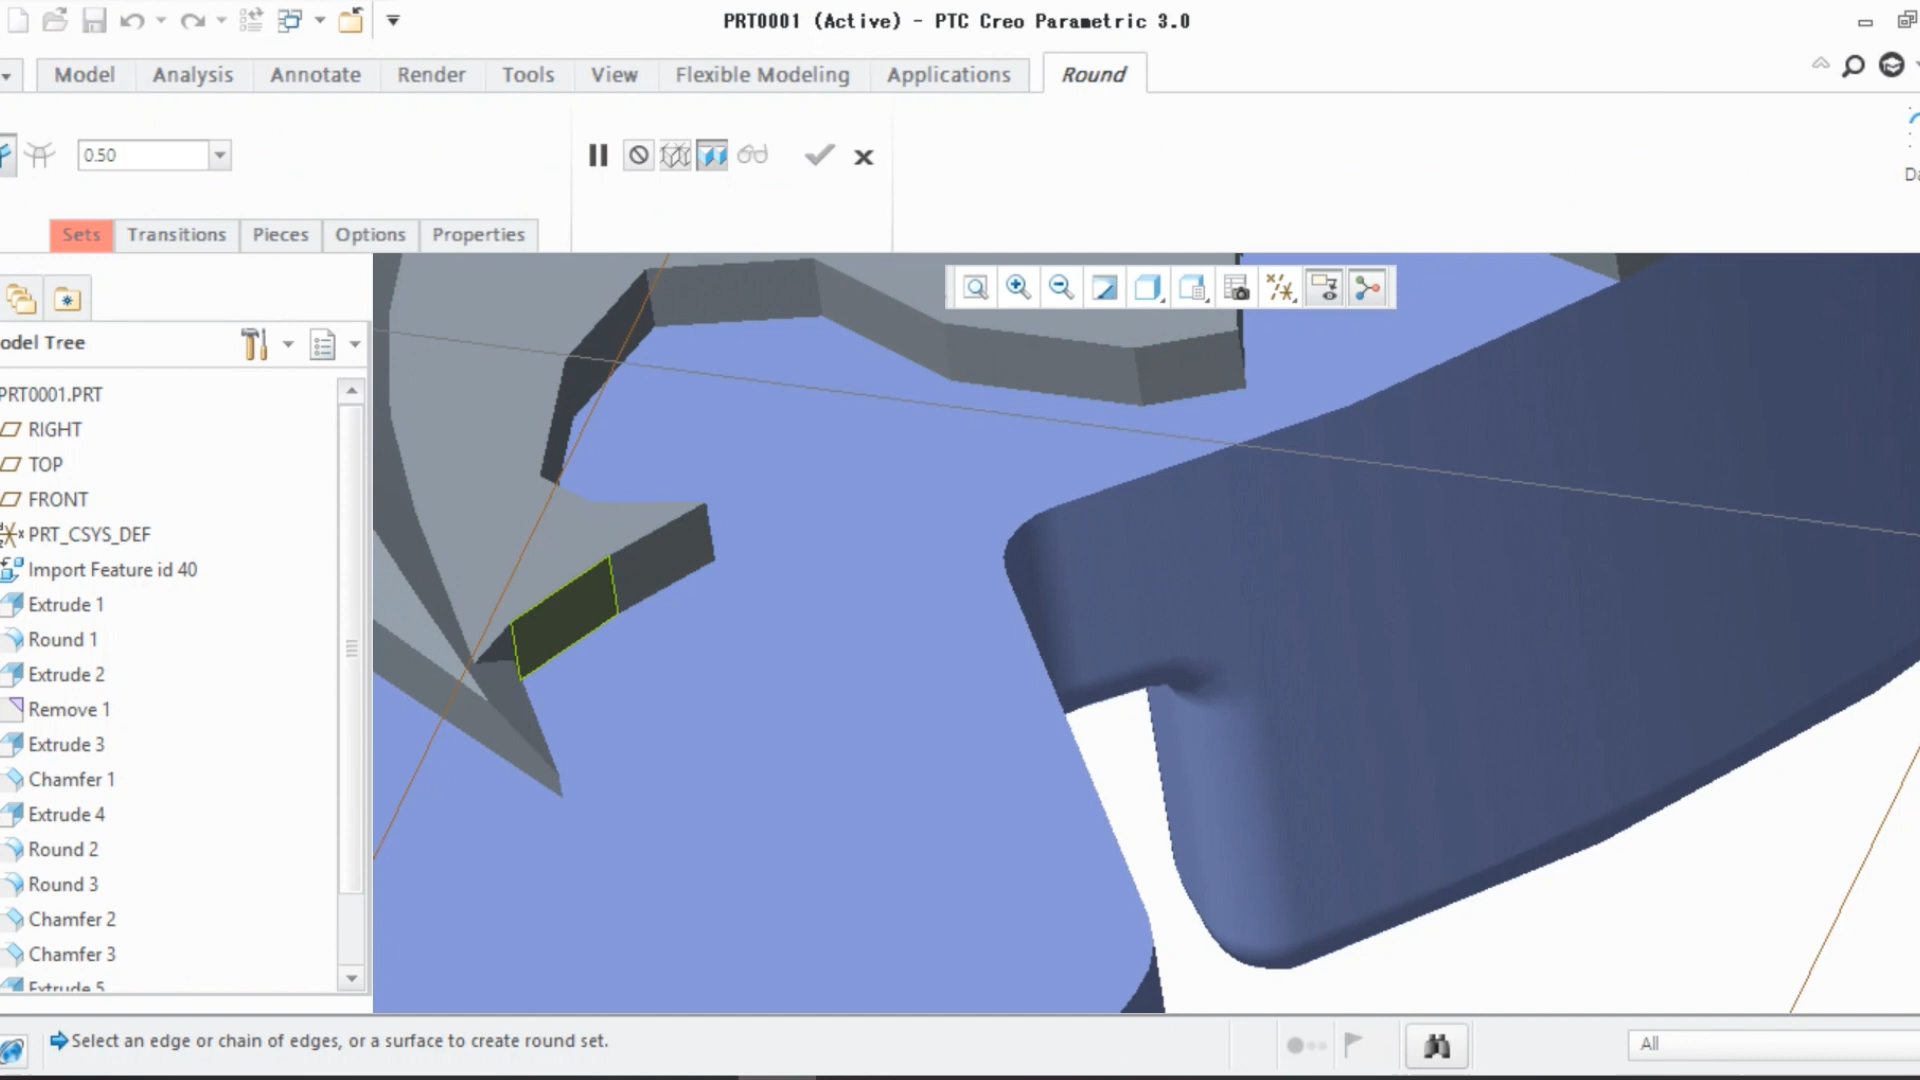 PRT0001 (Active) - PTC Creo Parametric 3.0
Model Analysis Annotate Render Tools View Flexible Modeling Applications Round
0.50
Sets Transitions Pieces Options Properties
odel Tree
PRT0001.PRT
RIGHT
TOP
FRONT
PRT_CSYS_DEF
Import Feature id 40
Extrude 1
Round 1
Extrude 2
Remove 1
Extrude 3
Chamfer 1
Extrude 4
Round 2
Round 3
Chamfer 2
Chamfer 3
Extrude 5
Select an edge or chain of edges, or a surface to create round set.
All